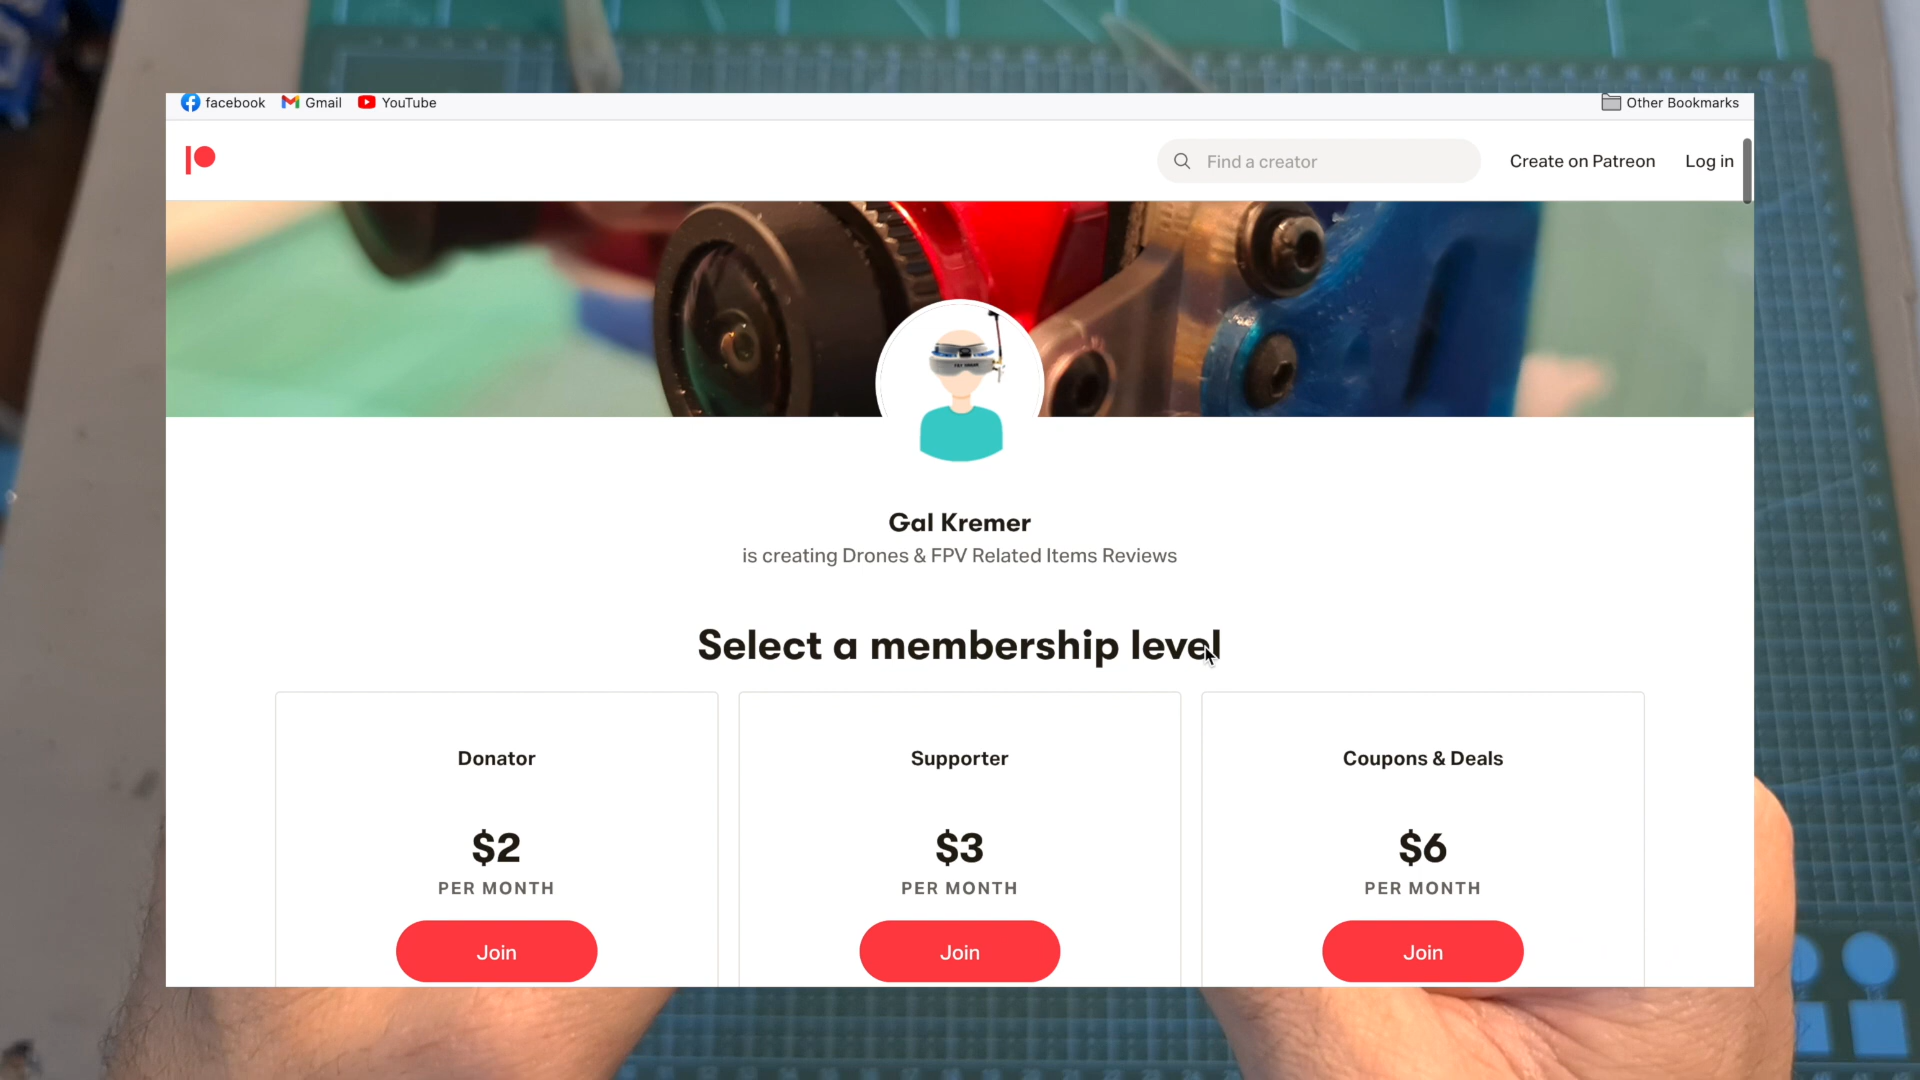 facebook Gmail YouTube Other Bookmarks
Find a creator Create on Patreon Log in
Gal Kremer
is creating Drones & FPV Related Items Reviews
Select a membership level
Donator Supporter Coupons & Deals
$2 $3 $6
PER MONTH PER MONTH PER MONTH
Join Join Join